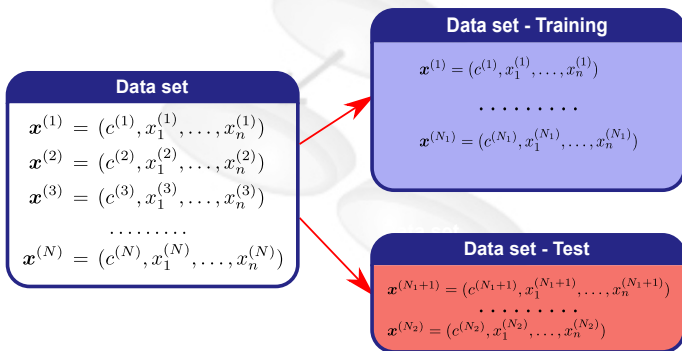 Data set
x^{(1)} = (c^{(1)}, x_1^{(1)}, . . . , x_n^{(1)})
x^{(2)} = (c^{(2)}, x_1^{(2)}, . . . , x_n^{(2)})
x^{(3)} = (c^{(3)}, x_1^{(3)}, . . . , x_n^{(3)})
. . . . . . . . .
x^{(N)} = (c^{(N)}, x_1^{(N)}, . . . , x_n^{(N)})
Data set - Training
x^{(1)} = (c^{(1)}, x_1^{(1)}, . . . , x_n^{(1)})
. . . . . . . . .
x^{(N_1)} = (c^{(N_1)}, x_1^{(N_1)}, . . . , x_n^{(N_1)})
Data set - Test
x^{(N_1+1)} = (c^{(N_1+1)}, x_1^{(N_1+1)}, . . . , x_n^{(N_1+1)})
. . . . . . . . .
x^{(N_2)} = (c^{(N_2)}, x_1^{(N_2)}, . . . , x_n^{(N_2)})